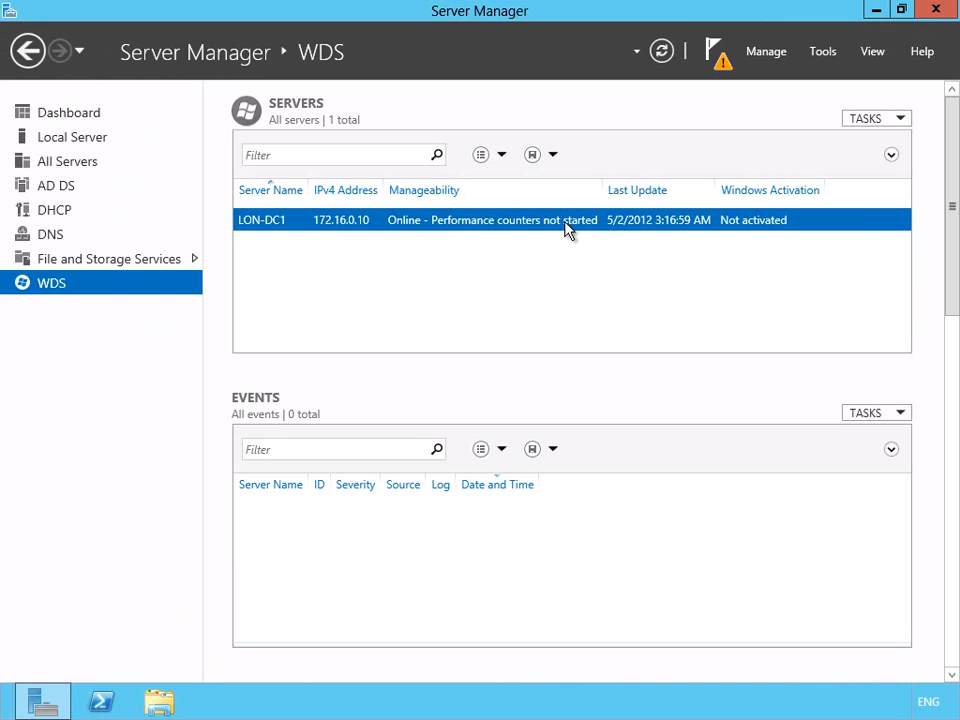 Server Manager
Server Manager ‣ WDS
Manage Tools View Help
Dashboard
Local Server
All Servers
AD DS
DHCP
DNS
File and Storage Services
WDS
SERVERS
All servers | 1 total
TASKS
Filter
Server Name IPv4 Address Manageability Last Update Windows Activation
LON-DC1 172.16.0.10 Online - Performance counters not started 5/2/2012 3:16:59 AM Not activated
EVENTS
All events | 0 total
TASKS
Filter
Server Name ID Severity Source Log Date and Time
ENG